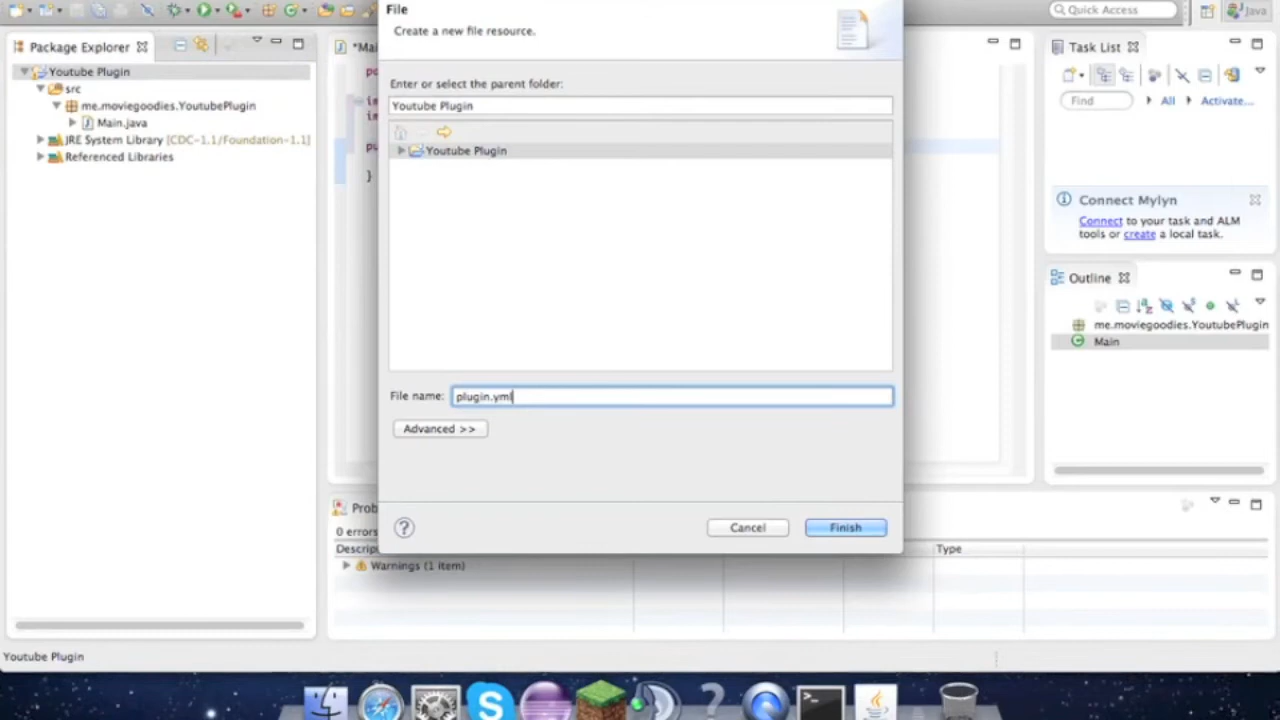 File
Create a new file resource.
Quick Access
Java
Package Explorer
*Mai
Task List
Youtube Plugin
src
me.moviegoodies.YoutubePlugin
Main.java
JRE System Library [CDC-1.1/Foundation-1.1]
Referenced Libraries
}
Enter or select the parent folder:
Youtube Plugin
Youtube Plugin
File name:
plugin.yml
Advanced >>
Cancel
Finish
Find
All
Activate...
Connect Mylyn
Connect to your task and ALM
tools or create a local task.
Outline
me.moviegoodies.YoutubePlugin
Main
Prob
0 errors
Descrip
Type
Warnings (1 item)
Youtube Plugin